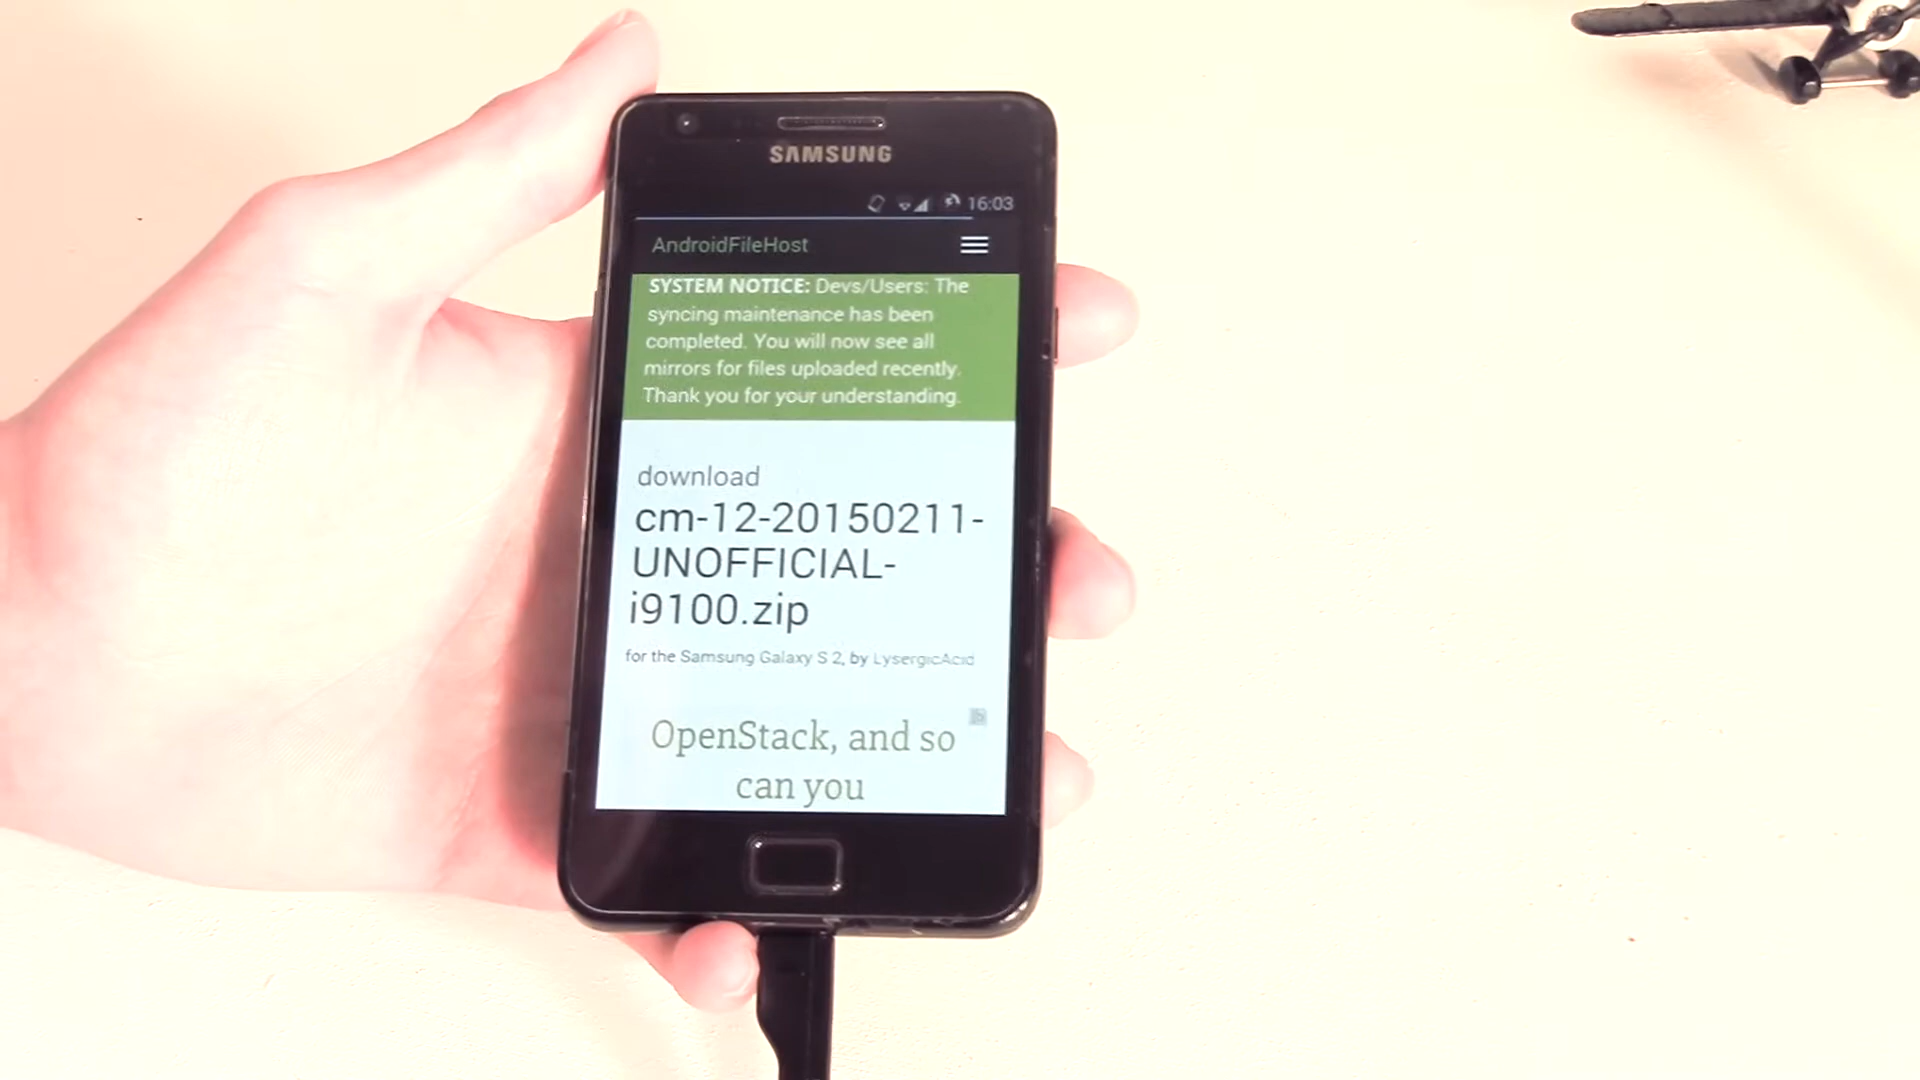 SAMSUNG
16:03
AndroidFileHost
SYSTEM NOTICE: Devs/Users: The
syncing maintenance has been
completed. You will now see all
mirrors for files uploaded recently.
Thank you for your understanding.
download
cm-12-20150211-
UNOFFICIAL-
i9100.zip
for the Samsung Galaxy S 2, by LysergicAcid
OpenStack, and so
can you